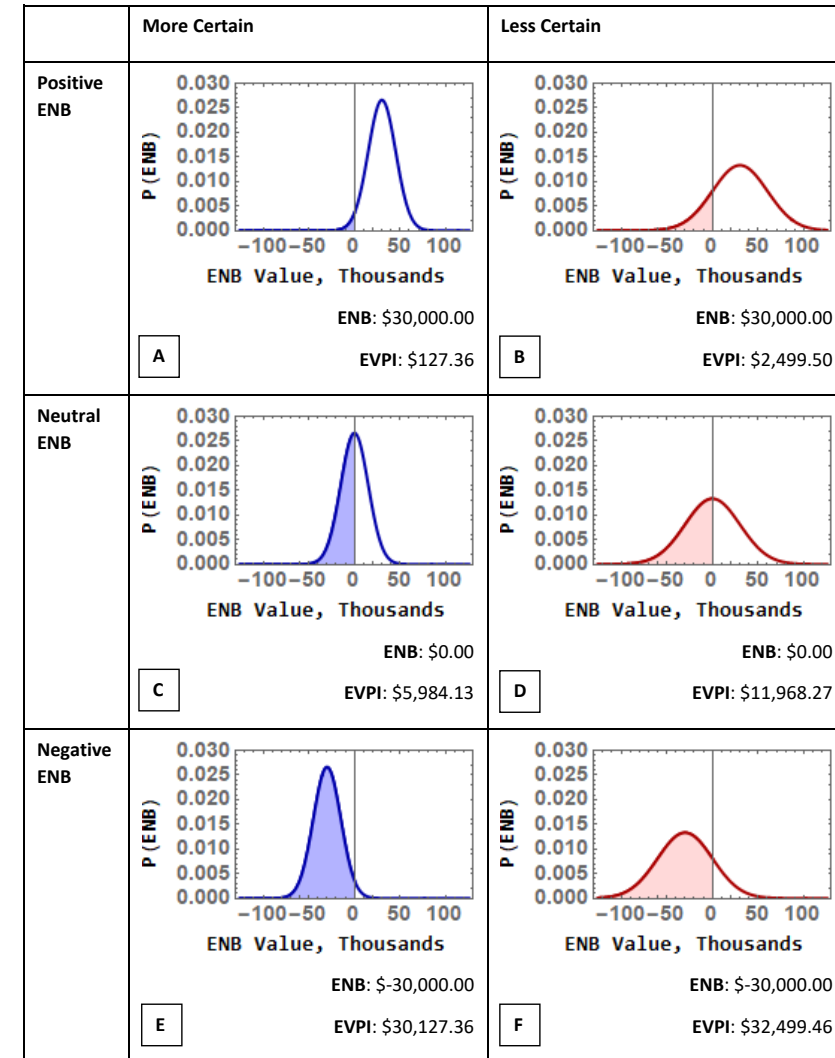 More Certain
Less Certain
Positive
ENB
0.030
0.025
0.020
0.015
0.010
0.005
0.000
P(ENB)
-100 -50 0 50 100
ENB Value, Thousands
ENB: $30,000.00
A
EVPI: $127.36
0.030
0.025
0.020
0.015
0.010
0.005
0.000
P(ENB)
-100 -50 0 50 100
ENB Value, Thousands
ENB: $30,000.00
B
EVPI: $2,499.50
Neutral
ENB
0.030
0.025
0.020
0.015
0.010
0.005
0.000
P(ENB)
-100 -50 0 50 100
ENB Value, Thousands
ENB: $0.00
C
EVPI: $5,984.13
0.030
0.025
0.020
0.015
0.010
0.005
0.000
P(ENB)
-100 -50 0 50 100
ENB Value, Thousands
ENB: $0.00
D
EVPI: $11,968.27
Negative
ENB
0.030
0.025
0.020
0.015
0.010
0.005
0.000
P(ENB)
-100 -50 0 50 100
ENB Value, Thousands
ENB: $-30,000.00
E
EVPI: $30,127.36
0.030
0.025
0.020
0.015
0.010
0.005
0.000
P(ENB)
-100 -50 0 50 100
ENB Value, Thousands
ENB: $-30,000.00
F
EVPI: $32,499.46